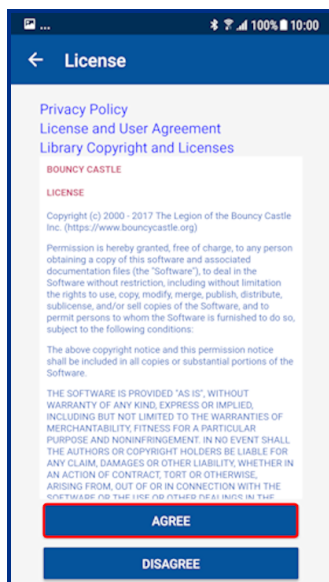 ... 100% 10:00
License
Privacy Policy
License and User Agreement
Library Copyright and Licenses
BOUNCY CASTLE
LICENSE
Copyright (c) 2000 - 2017 The Legion of the Bouncy Castle
Inc. (https://www.bouncycastle.org)
Permission is hereby granted, free of charge, to any person
obtaining a copy of this software and associated
documentation files (the "Software"), to deal in the
Software without restriction, including without limitation
the rights to use, copy, modify, merge, publish, distribute,
sublicense, and/or sell copies of the Software, and to
permit persons to whom the Software is furnished to do so,
subject to the following conditions:
The above copyright notice and this permission notice
shall be included in all copies or substantial portions of the
Software.
THE SOFTWARE IS PROVIDED "AS IS", WITHOUT
WARRANTY OF ANY KIND, EXPRESS OR IMPLIED,
INCLUDING BUT NOT LIMITED TO THE WARRANTIES OF
MERCHANTABILITY, FITNESS FOR A PARTICULAR
PURPOSE AND NONINFRINGEMENT. IN NO EVENT SHALL
THE AUTHORS OR COPYRIGHT HOLDERS BE LIABLE FOR
ANY CLAIM, DAMAGES OR OTHER LIABILITY, WHETHER IN
AN ACTION OF CONTRACT, TORT OR OTHERWISE,
ARISING FROM, OUT OF OR IN CONNECTION WITH THE
SOFTWARE OR THE USE OR OTHER DEALINGS IN THE
AGREE
DISAGREE